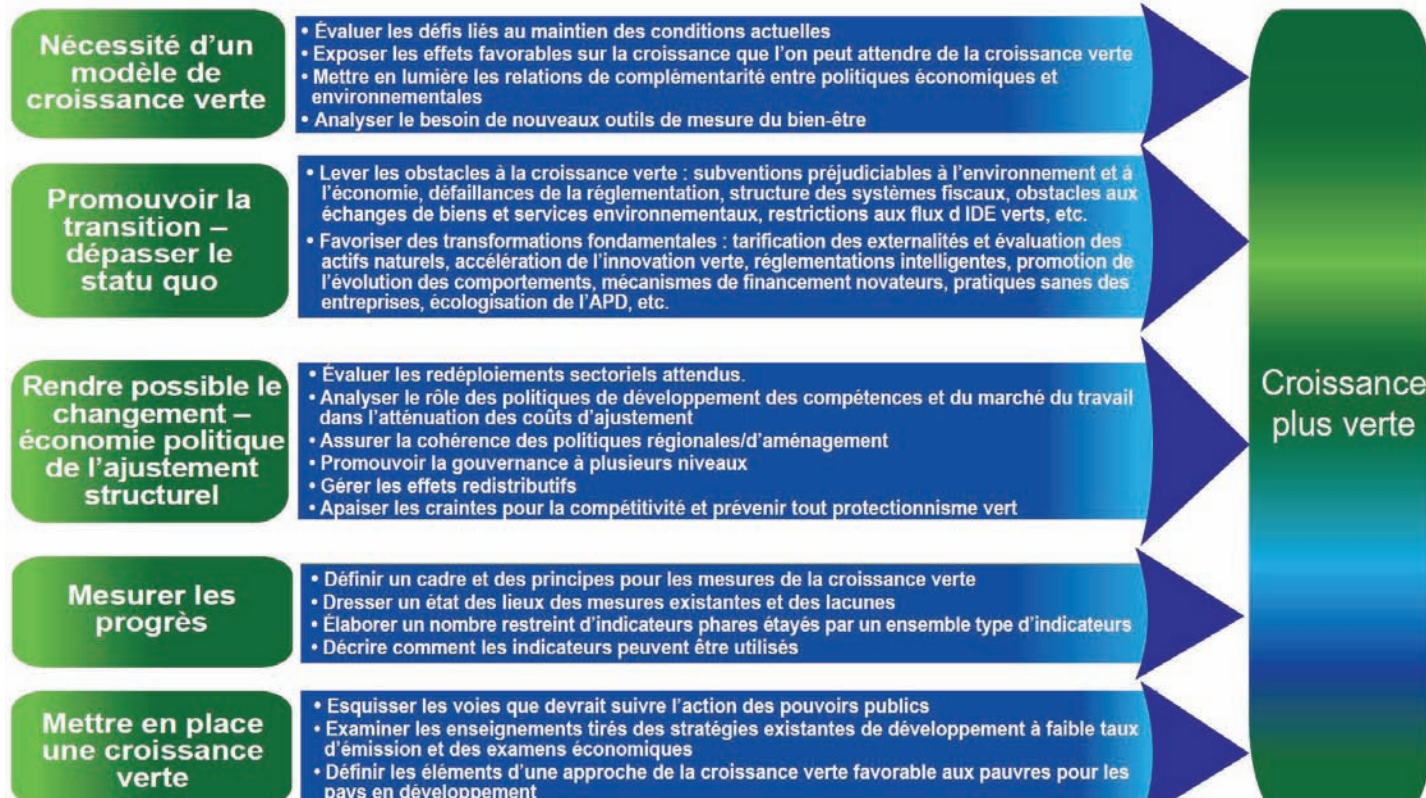 Nécessité d'un
modèle de
croissance verte
• Évaluer les défis liés au maintien des conditions actuelles
• Exposer les effets favorables sur la croissance que l'on peut attendre de la croissance verte
• Mettre en lumière les relations de complémentarité entre politiques économiques et
environnementales
• Analyser le besoin de nouveaux outils de mesure du bien-être
Promouvoir la
transition –
dépasser le
statu quo
• Lever les obstacles à la croissance verte : subventions préjudiciables à l'environnement et à
l'économie, défaillances de la réglementation, structure des systèmes fiscaux, obstacles aux
échanges de biens et services environnementaux, restrictions aux flux d IDE verts, etc.
• Favoriser des transformations fondamentales : tarification des externalités et évaluation des
actifs naturels, accélération de l'innovation verte, réglementations intelligentes, promotion de
l'évolution des comportements, mécanismes de financement novateurs, pratiques sanes des
entreprises, écologisation de l'APD, etc.
Rendre possible le
changement –
économie politique
de l'ajustement
structurel
• Évaluer les redéploiements sectoriels attendus.
• Analyser le rôle des politiques de développement des compétences et du marché du travail
dans l'atténuation des coûts d'ajustement
• Assurer la cohérence des politiques régionales/d'aménagement
• Promouvoir la gouvernance à plusieurs niveaux
• Gérer les effets redistributifs
• Apaiser les craintes pour la compétitivité et prévenir tout protectionnisme vert
Mesurer les
progrès
• Définir un cadre et des principes pour les mesures de la croissance verte
• Dresser un état des lieux des mesures existantes et des lacunes
• Élaborer un nombre restreint d'indicateurs phares étayés par un ensemble type d'indicateurs
• Décrire comment les indicateurs peuvent être utilisés
Mettre en place
une croissance
verte
• Esquisser les voies que devrait suivre l'action des pouvoirs publics
• Examiner les enseignements tirés des stratégies existantes de développement à faible taux
d'émission et des examens économiques
• Définir les éléments d'une approche de la croissance verte favorable aux pauvres pour les
pays en développement
Croissance
plus verte